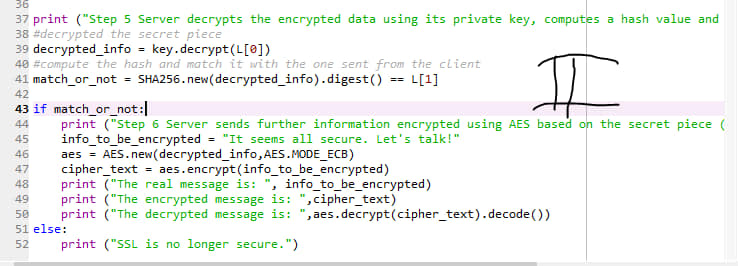 36
37 print ("Step 5 Server decrypts the encrypted data using its private key, computes a hash value and
38 #decrypted the secret piece
39 decrypted_info = key.decrypt(L[0])
40 #compute the hash and match it with the one sent from the client
41 match_or_not = SHA256.new(decrypted_info).digest() == L[1]
42
43 if match_or_not:
44     print ("Step 6 Server sends further information encrypted using AES based on the secret piece (
45     info_to_be_encrypted = "It seems all secure. Let's talk!"
46     aes = AES.new(decrypted_info,AES.MODE_ECB)
47     cipher_text = aes.encrypt(info_to_be_encrypted)
48     print ("The real message is: ", info_to_be_encrypted)
49     print ("The encrypted message is: ",cipher_text)
50     print ("The decrypted message is: ",aes.decrypt(cipher_text).decode())
51 else:
52     print ("SSL is no longer secure.")
II